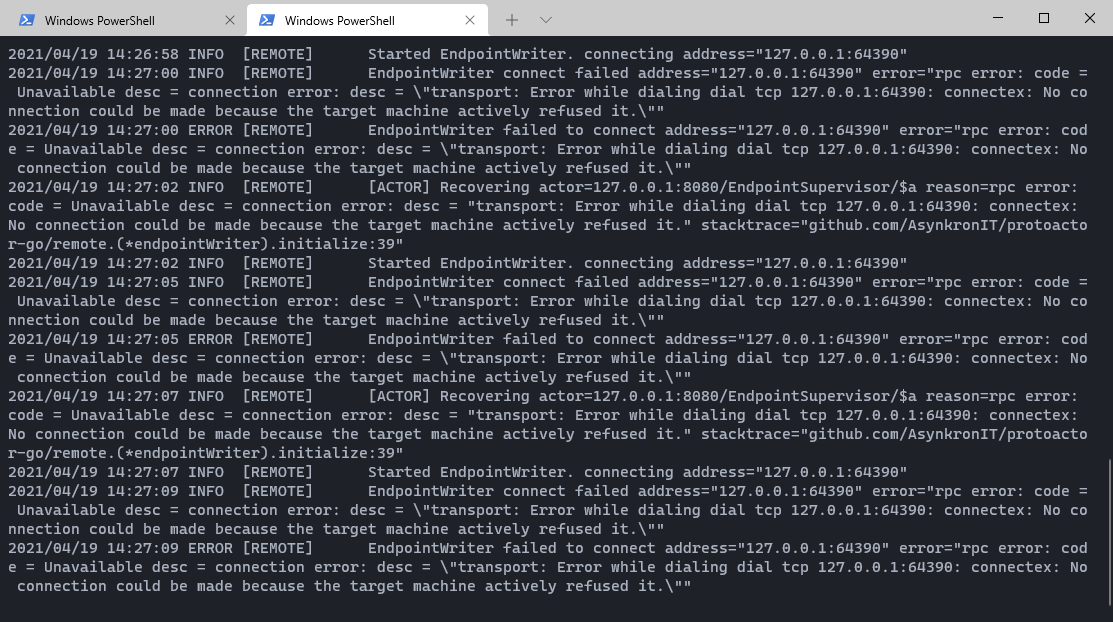 Windows PowerShell
Windows PowerShell
2021/04/19 14:26:58 INFO  [REMOTE]      Started EndpointWriter. connecting address="127.0.0.1:64390"
2021/04/19 14:27:00 INFO  [REMOTE]      EndpointWriter connect failed address="127.0.0.1:64390" error="rpc error: code =
 Unavailable desc = connection error: desc = \"transport: Error while dialing dial tcp 127.0.0.1:64390: connectex: No co
nnection could be made because the target machine actively refused it.\""
2021/04/19 14:27:00 ERROR [REMOTE]      EndpointWriter failed to connect address="127.0.0.1:64390" error="rpc error: cod
e = Unavailable desc = connection error: desc = \"transport: Error while dialing dial tcp 127.0.0.1:64390: connectex: No
 connection could be made because the target machine actively refused it.\""
2021/04/19 14:27:02 INFO  [REMOTE]      [ACTOR] Recovering actor=127.0.0.1:8080/EndpointSupervisor/$a reason=rpc error:
code = Unavailable desc = connection error: desc = "transport: Error while dialing dial tcp 127.0.0.1:64390: connectex:
No connection could be made because the target machine actively refused it." stacktrace="github.com/AsynkronIT/protoacto
r-go/remote.(*endpointWriter).initialize:39"
2021/04/19 14:27:02 INFO  [REMOTE]      Started EndpointWriter. connecting address="127.0.0.1:64390"
2021/04/19 14:27:05 INFO  [REMOTE]      EndpointWriter connect failed address="127.0.0.1:64390" error="rpc error: code =
 Unavailable desc = connection error: desc = \"transport: Error while dialing dial tcp 127.0.0.1:64390: connectex: No co
nnection could be made because the target machine actively refused it.\""
2021/04/19 14:27:05 ERROR [REMOTE]      EndpointWriter failed to connect address="127.0.0.1:64390" error="rpc error: cod
e = Unavailable desc = connection error: desc = \"transport: Error while dialing dial tcp 127.0.0.1:64390: connectex: No
 connection could be made because the target machine actively refused it.\""
2021/04/19 14:27:07 INFO  [REMOTE]      [ACTOR] Recovering actor=127.0.0.1:8080/EndpointSupervisor/$a reason=rpc error:
code = Unavailable desc = connection error: desc = "transport: Error while dialing dial tcp 127.0.0.1:64390: connectex:
No connection could be made because the target machine actively refused it." stacktrace="github.com/AsynkronIT/protoacto
r-go/remote.(*endpointWriter).initialize:39"
2021/04/19 14:27:07 INFO  [REMOTE]      Started EndpointWriter. connecting address="127.0.0.1:64390"
2021/04/19 14:27:09 INFO  [REMOTE]      EndpointWriter connect failed address="127.0.0.1:64390" error="rpc error: code =
 Unavailable desc = connection error: desc = \"transport: Error while dialing dial tcp 127.0.0.1:64390: connectex: No co
nnection could be made because the target machine actively refused it.\""
2021/04/19 14:27:09 ERROR [REMOTE]      EndpointWriter failed to connect address="127.0.0.1:64390" error="rpc error: cod
e = Unavailable desc = connection error: desc = \"transport: Error while dialing dial tcp 127.0.0.1:64390: connectex: No
 connection could be made because the target machine actively refused it.\""